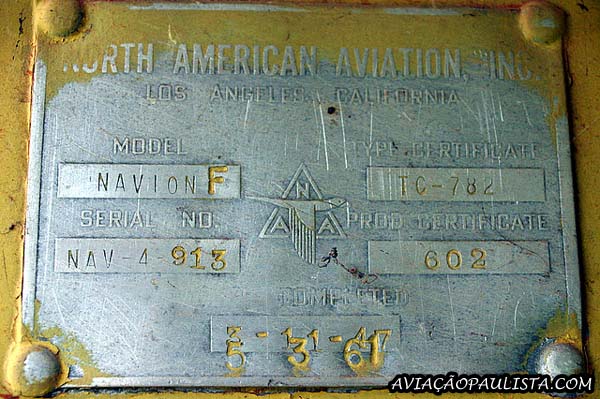 NORTH AMERICAN AVIATION, INC.
LOS ANGELES, CALIFORNIA
MODEL
TYPE CERTIFICATE
NAVION F
TC-782
SERIAL NO.
PROD. CERTIFICATE
NAV-4-913
602
NAA
COMPLETED
AVIAÇÃOPAULISTA.COM